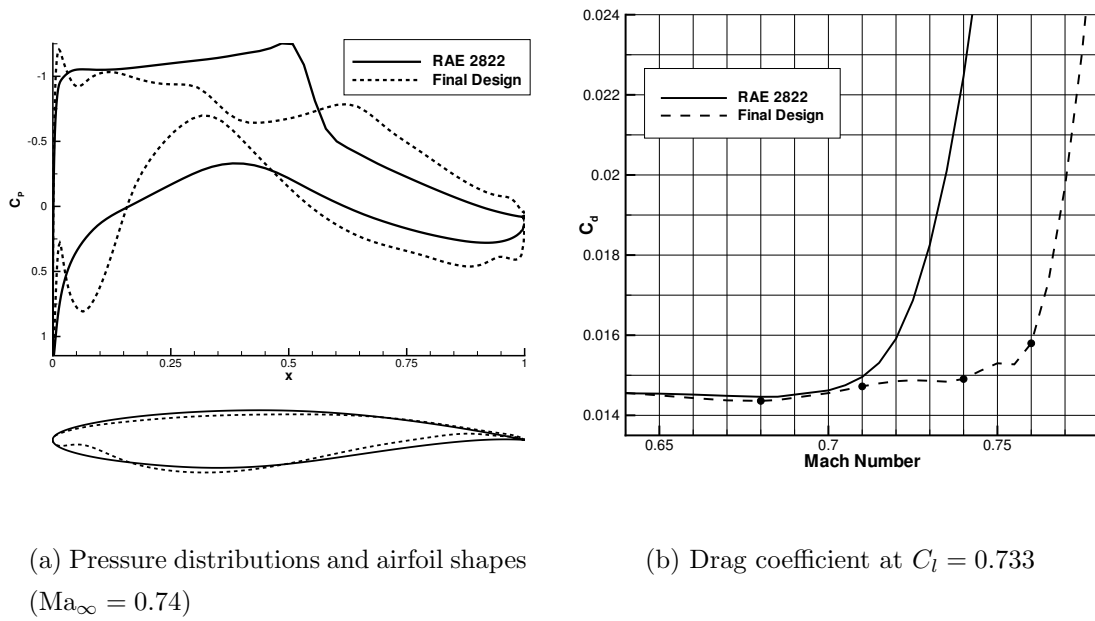 RAE 2822
Final Design
-1
-0.5
0
0.5
1
C_P
0
0.25
0.5
0.75
1
x
0.024
0.022
0.02
0.018
0.016
0.014
C_d
RAE 2822
Final Design
0.65
0.7
0.75
Mach Number
(a) Pressure distributions and airfoil shapes
(Ma∞ = 0.74)
(b) Drag coefficient at C_l = 0.733